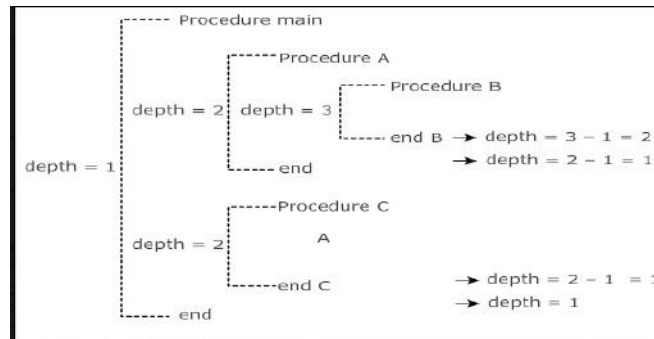 Procedure main
Procedure A
Procedure B
depth = 2 depth = 3
end B → depth = 3 – 1 = 2
→ depth = 2 – 1 = 1
depth = 1 end
Procedure C
depth = 2 A
end C → depth = 2 – 1 =
→ depth = 1
end